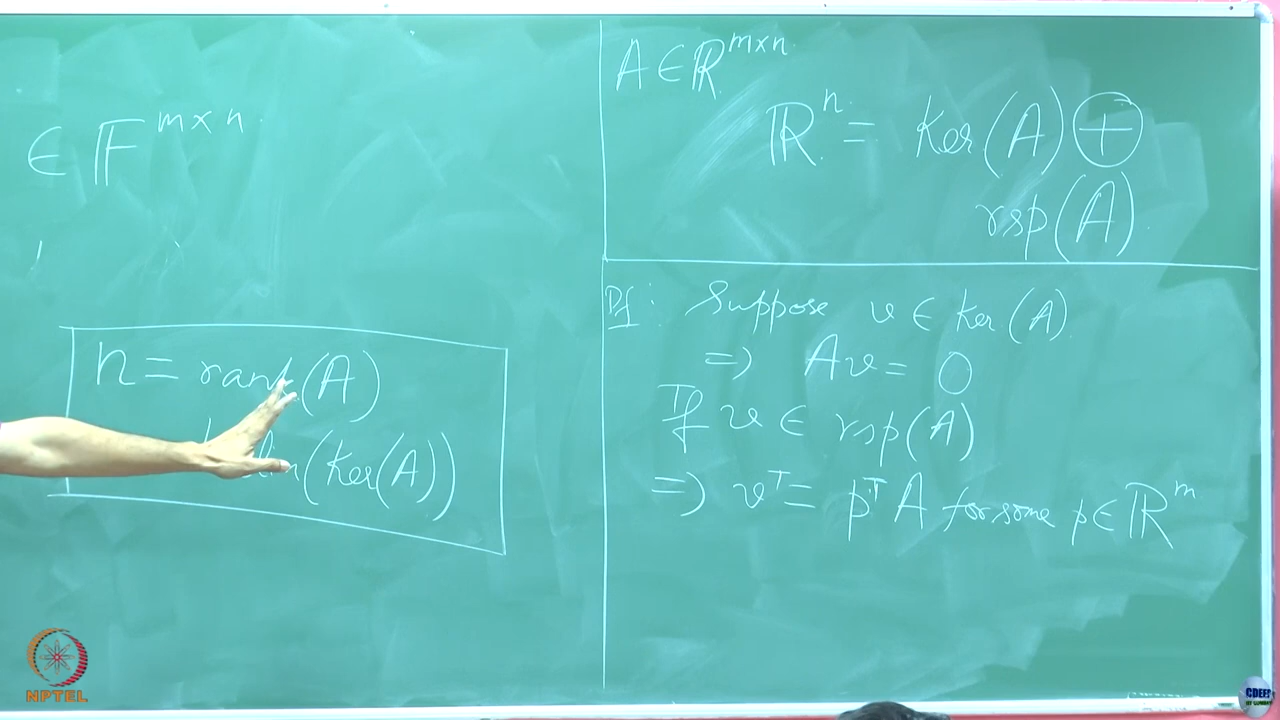 ∈ 𝔽^{m×n}
n = rank(A)
(ker(A))
A ∈ ℝ^{m×n}
ℝ^n = ker(A) ⊕
rsp(A)
Pf: Suppose v ∈ ker(A)
⇒ Av = 0
If v ∈ rsp(A)
⇒ v^T = p^T A for some p ∈ ℝ^m
NPTEL
CDEEP